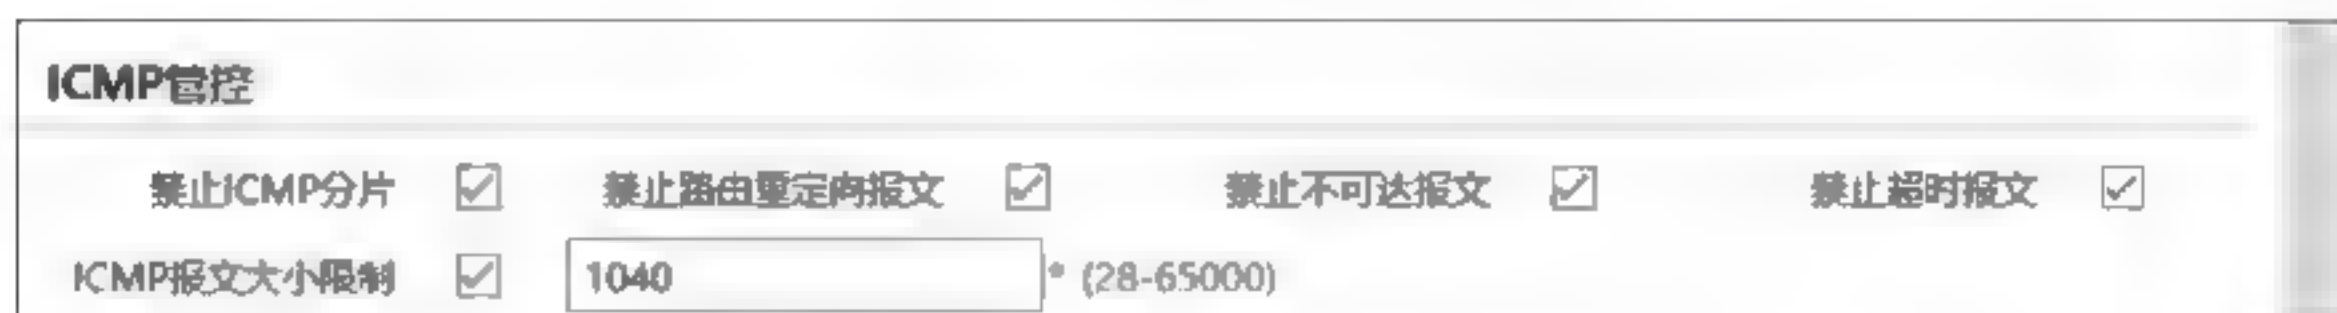 ICMP管控
禁止ICMP分片 禁止路由重定向报文 禁止不可达报文 禁止超时报文
ICMP报文大小限制 1040 * (28-65000)